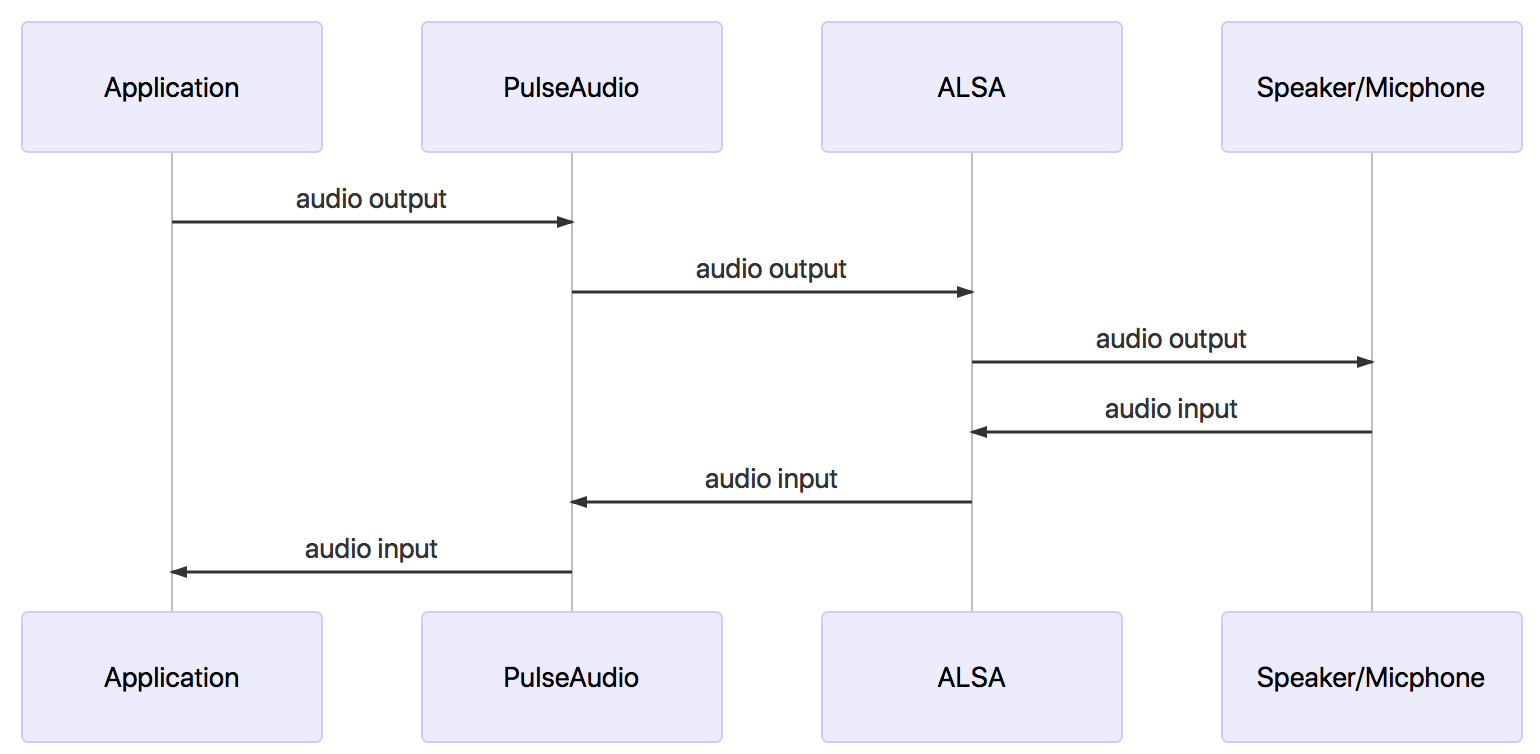 Application
PulseAudio
ALSA
Speaker/Micphone
audio output
audio output
audio output
audio input
audio input
audio input
Application
PulseAudio
ALSA
Speaker/Micphone